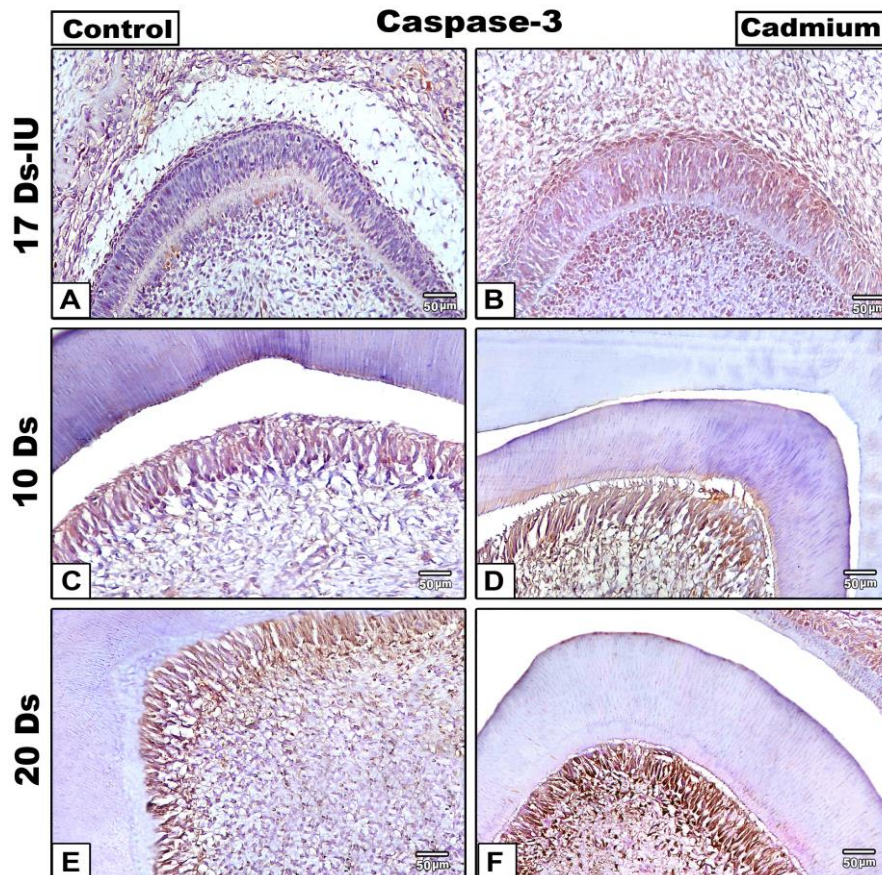 Control
Caspase-3
Cadmium
17 Ds-IU
A
50 µm
B
50 µm
10 Ds
C
50 µm
D
50 µm
20 Ds
E
50 µm
F
50 µm